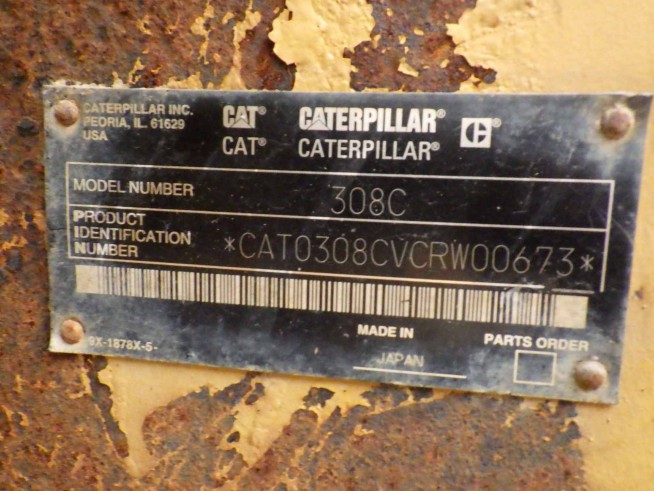 CATERPILLAR INC.
PEORIA, IL. 61629
USA
CAT® CATERPILLAR® C®
CAT® CATERPILLAR®
MODEL NUMBER 308C
PRODUCT
IDENTIFICATION
NUMBER *CAT0308CVCRW00673*
MADE IN PARTS ORDER
JAPAN
9X-1878X-5-